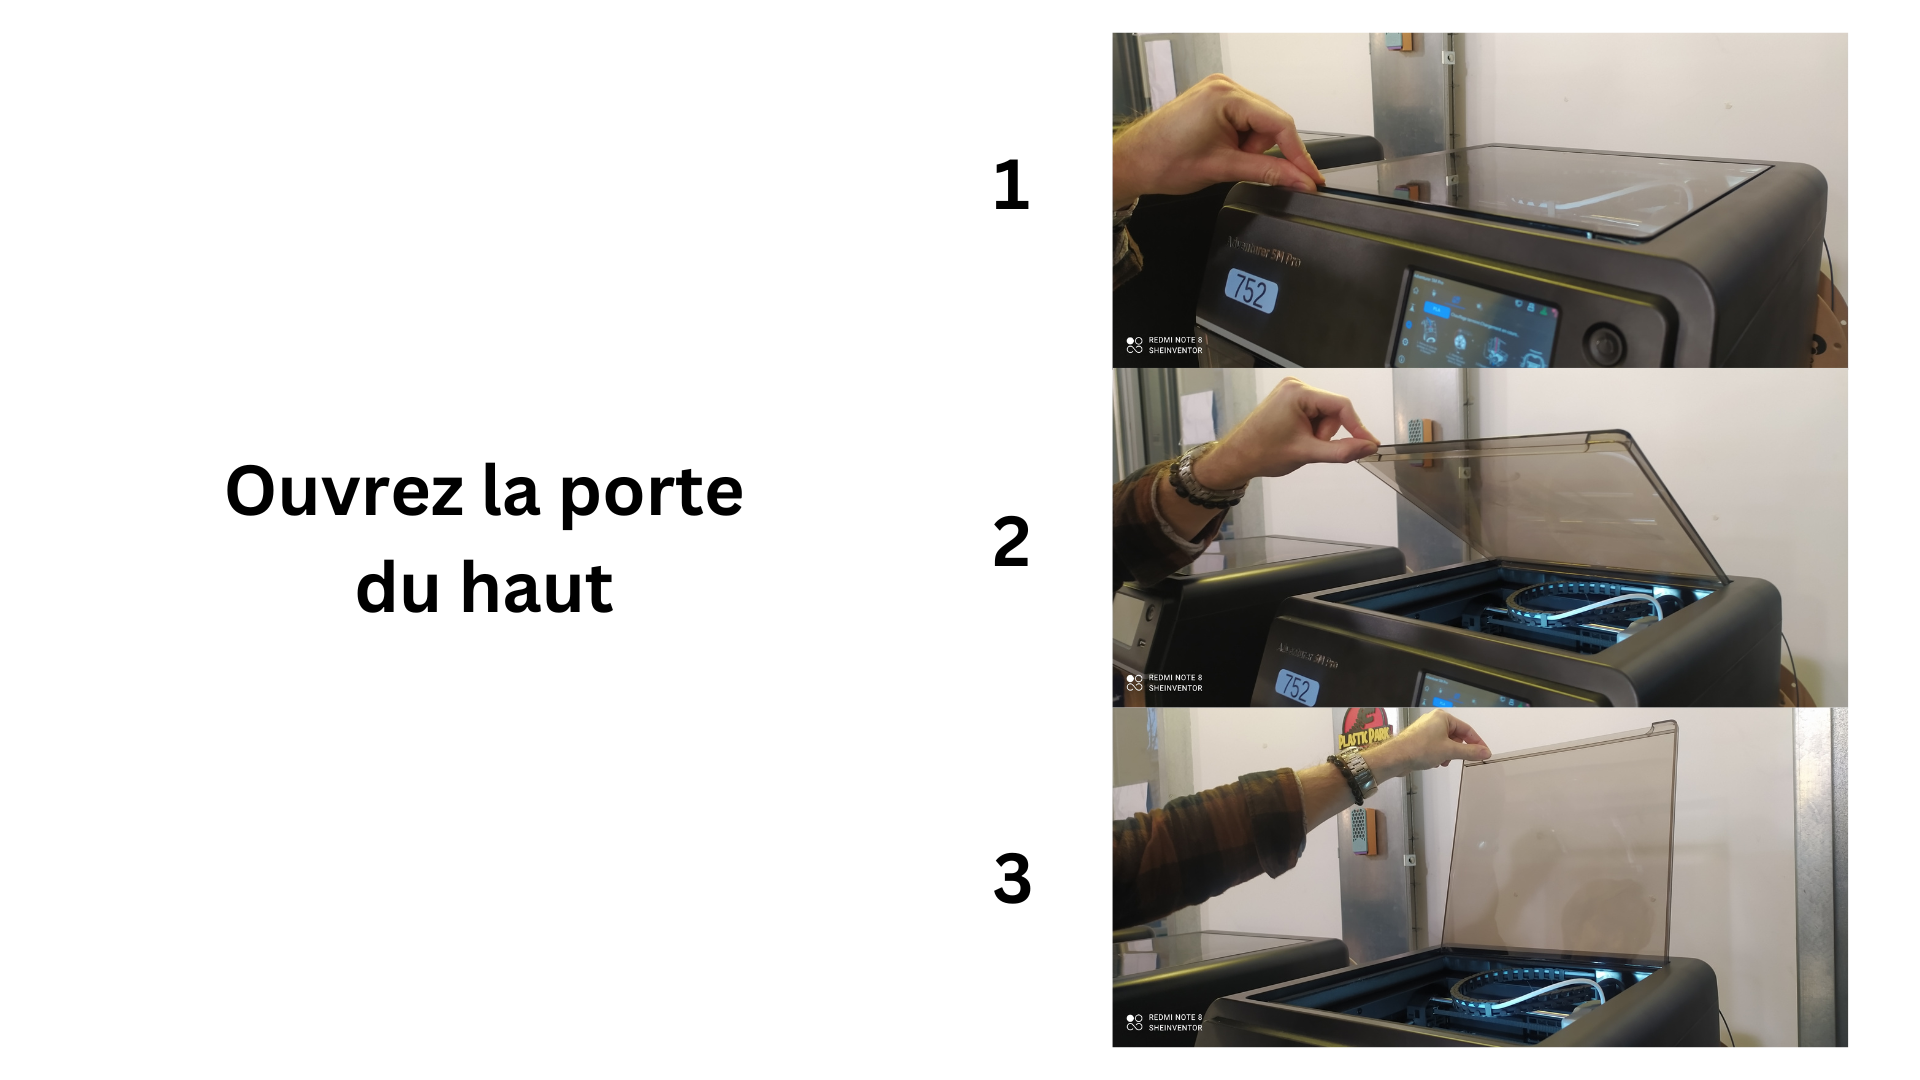 Ouvrez la porte
du haut
1
Adventurer 5M Pro
752
REDMI NOTE 8
SHEINVENTOR
2
Adventurer 5M Pro
752
REDMI NOTE 8
SHEINVENTOR
3
PLASTIC PARK
REDMI NOTE 8
SHEINVENTOR